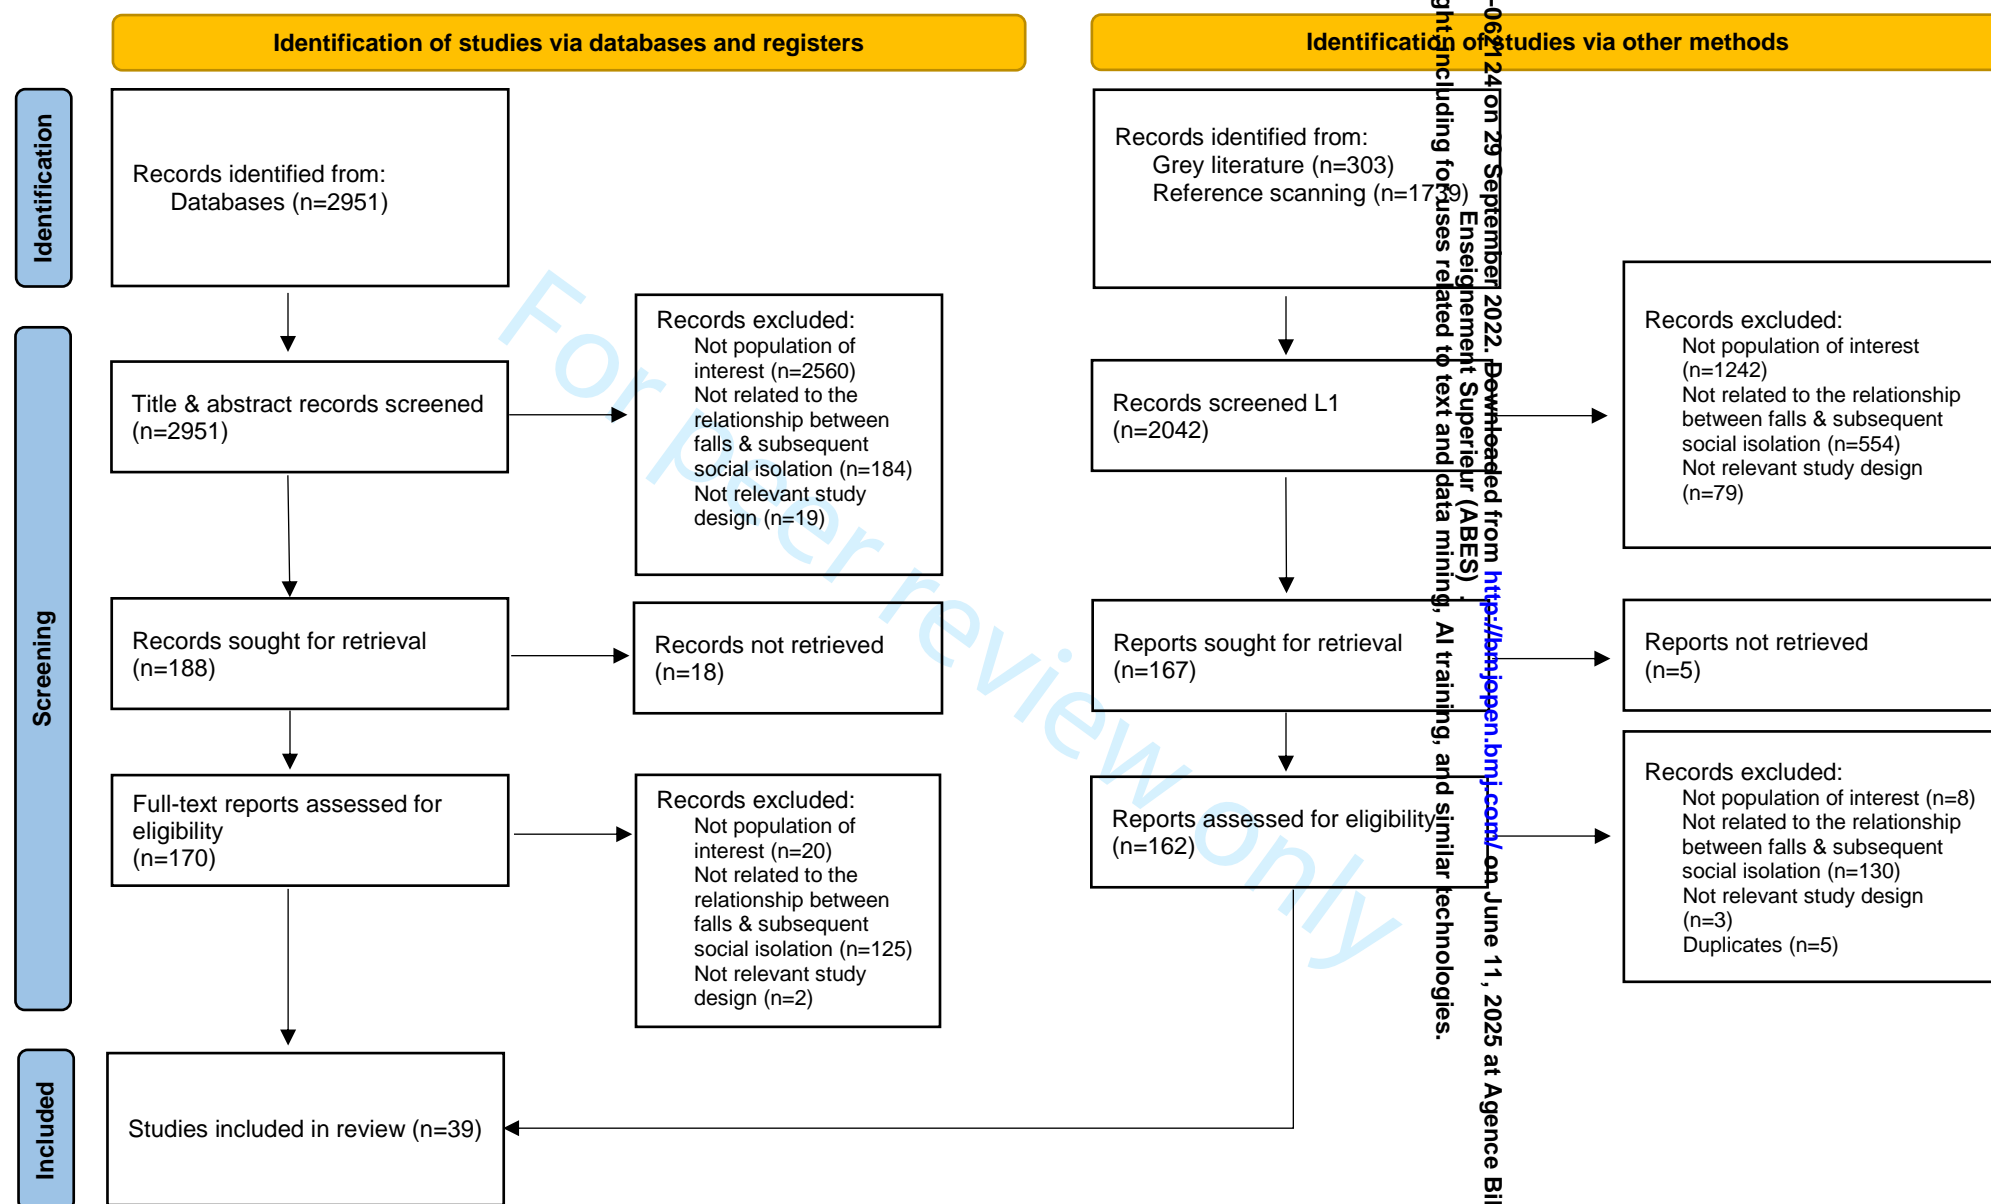 Identification of studies via databases and registers
Identification of studies via other methods
Identification
Records identified from:
Databases (n=2951)
Records identified from:
Grey literature (n=303)
Reference scanning (n=1739)
Screening
Title & abstract records screened
(n=2951)
Records excluded:
Not population of
interest (n=2560)
Not related to the
relationship between
falls & subsequent
social isolation (n=184)
Not relevant study
design (n=19)
Records screened L1
(n=2042)
Records excluded:
Not population of interest
(n=1242)
Not related to the relationship
between falls & subsequent
social isolation (n=554)
Not relevant study design
(n=79)
Records sought for retrieval
(n=188)
Records not retrieved
(n=18)
Reports sought for retrieval
(n=167)
Reports not retrieved
(n=5)
Full-text reports assessed for
eligibility
(n=170)
Records excluded:
Not population of
interest (n=20)
Not related to the
relationship between
falls & subsequent
social isolation (n=125)
Not relevant study
design (n=2)
Reports assessed for eligibility
(n=162)
Records excluded:
Not population of interest (n=8)
Not related to the relationship
between falls & subsequent
social isolation (n=130)
Not relevant study design
(n=3)
Duplicates (n=5)
Included
Studies included in review (n=39)
For peer review only
-062124 on 29 September 2022. Downloaded from http://bmjopen.bmj.com/ on June 11, 2025 at Agence Bi
Enseignement Superieur (ABES) .
ght, including for uses related to text and data mining, AI training, and similar technologies.